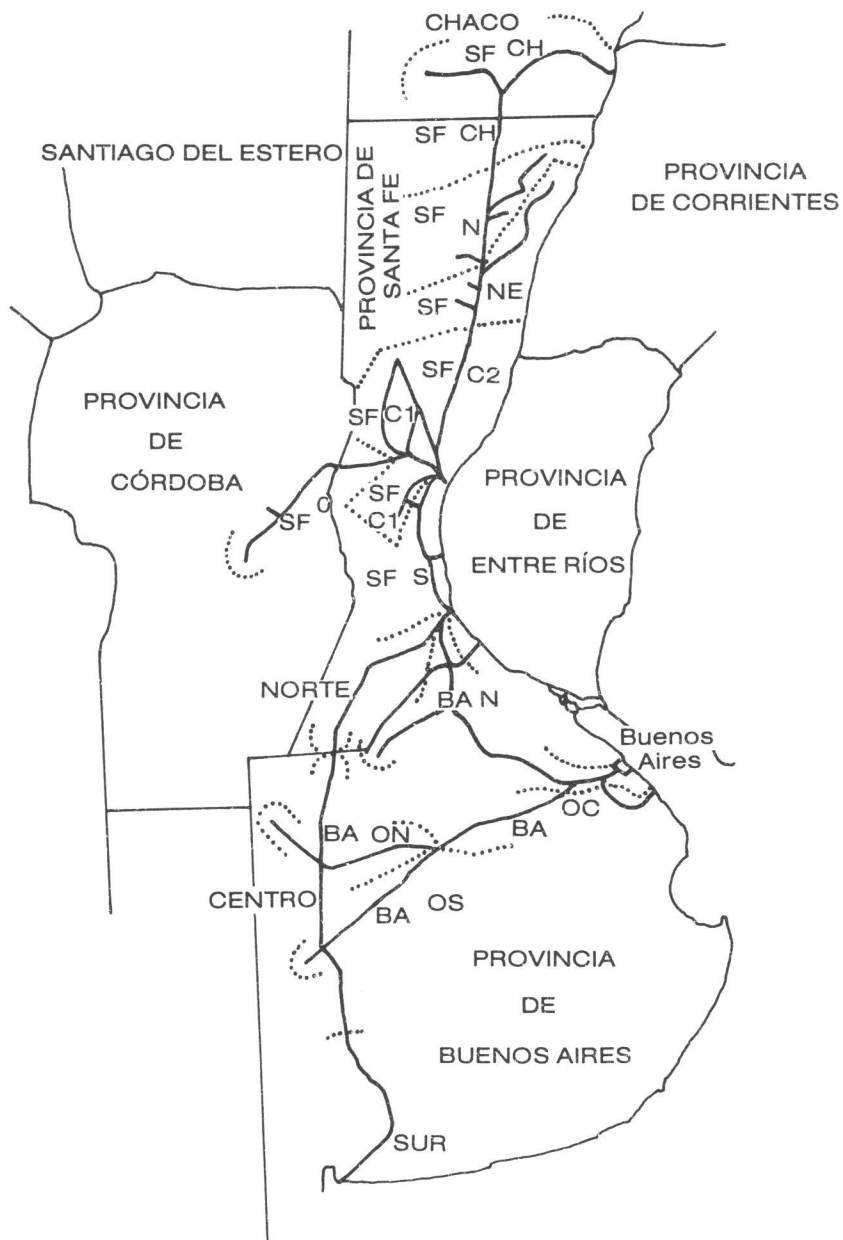 CHACO
SF CH
SF CH
SANTIAGO DEL ESTERO
PROVINCIA DE
SANTA FE
PROVINCIA
DE CORRIENTES
SF
N
SF
NE
SF C2
PROVINCIA
DE
CÓRDOBA
SF C1
SF O
SF
C1
PROVINCIA
DE
ENTRE RÍOS
SF S
NORTE
BA N
Buenos
Aires
BA OC
BA ON
CENTRO
BA OS
PROVINCIA
DE
BUENOS AIRES
SUR